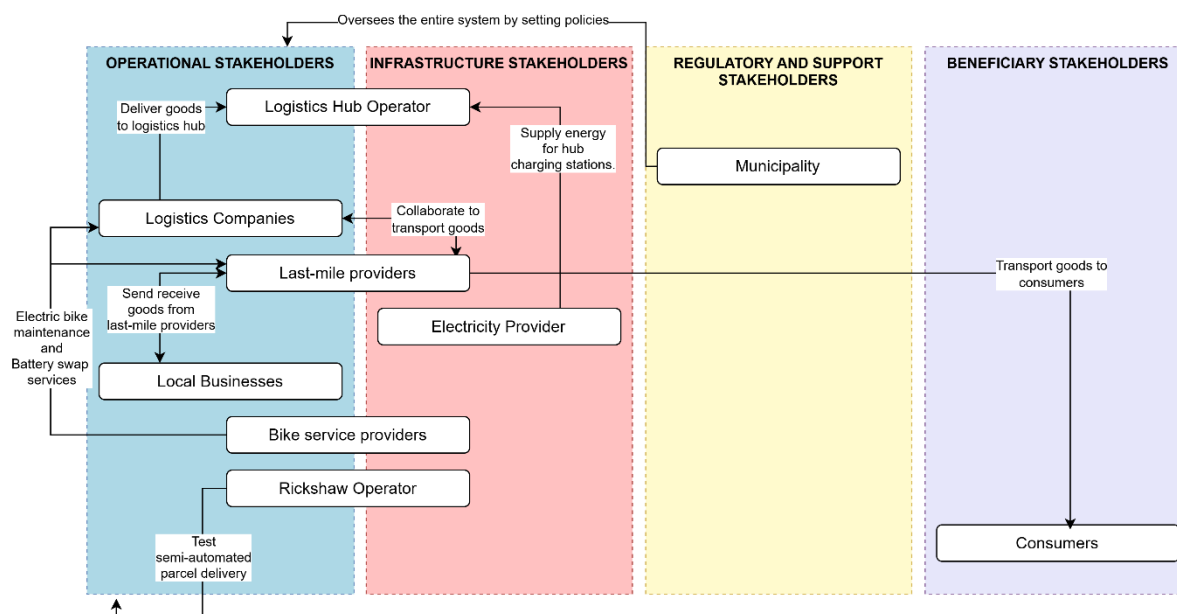 Oversees the entire system by setting policies
OPERATIONAL STAKEHOLDERS
INFRASTRUCTURE STAKEHOLDERS
REGULATORY AND SUPPORT
STAKEHOLDERS
BENEFICIARY STAKEHOLDERS
Deliver goods
to logistics hub
Logistics Hub Operator
Supply energy
for hub
charging stations.
Municipality
Logistics Companies
Collaborate to
transport goods
Last-mile providers
Transport goods to
consumers
Send receive
goods from
last-mile providers
Electric bike
maintenance
and
Battery swap
services
Electricity Provider
Local Businesses
Bike service providers
Rickshaw Operator
Test
semi-automated
parcel delivery
Consumers